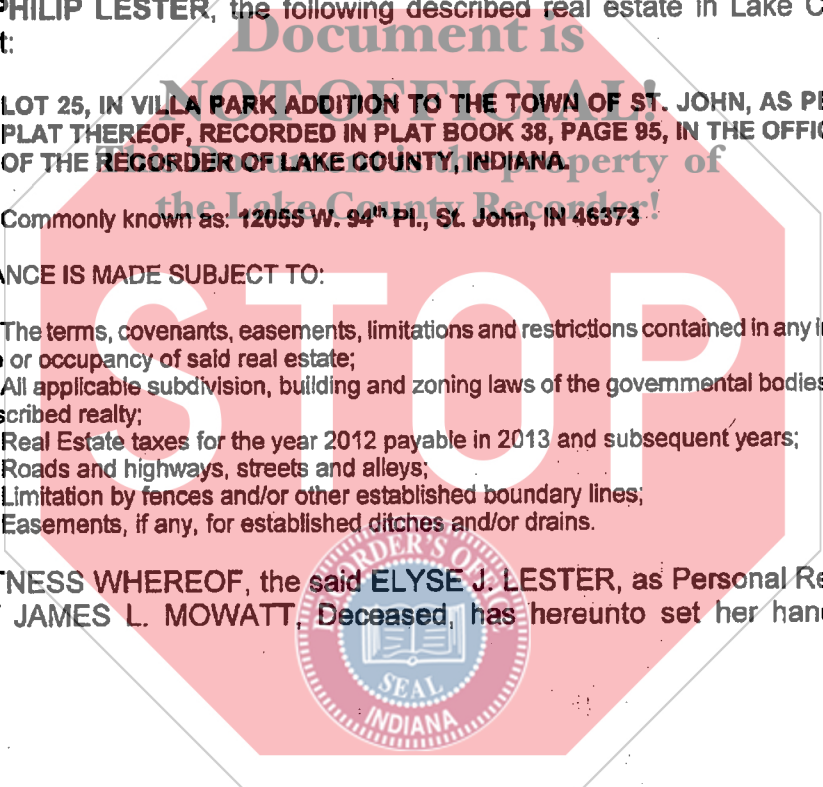 PHILIP LESTER, the following described real estate in Lake C
t:
Document is
NOT OFFICIAL!
LOT 25, IN VILLA PARK ADDITION TO THE TOWN OF ST. JOHN, AS PE
PLAT THEREOF, RECORDED IN PLAT BOOK 38, PAGE 95, IN THE OFFIC
OF THE RECORDER OF LAKE COUNTY, INDIANA.
This Document is the property of
the Lake County Recorder!
Commonly known as: 12055 W. 94th Pl., St. John, IN 46373
ANCE IS MADE SUBJECT TO:
STOP
The terms, covenants, easements, limitations and restrictions contained in any i
or occupancy of said real estate;
All applicable subdivision, building and zoning laws of the governmental bodies
scribed realty;
Real Estate taxes for the year 2012 payable in 2013 and subsequent years;
Roads and highways, streets and alleys;
Limitation by fences and/or other established boundary lines;
Easements, if any, for established ditches and/or drains.
TNESS WHEREOF, the said ELYSE J. LESTER, as Personal Re
JAMES L. MOWATT, Deceased, has hereunto set her han
RECORDER'S OFFICE
SEAL
INDIANA